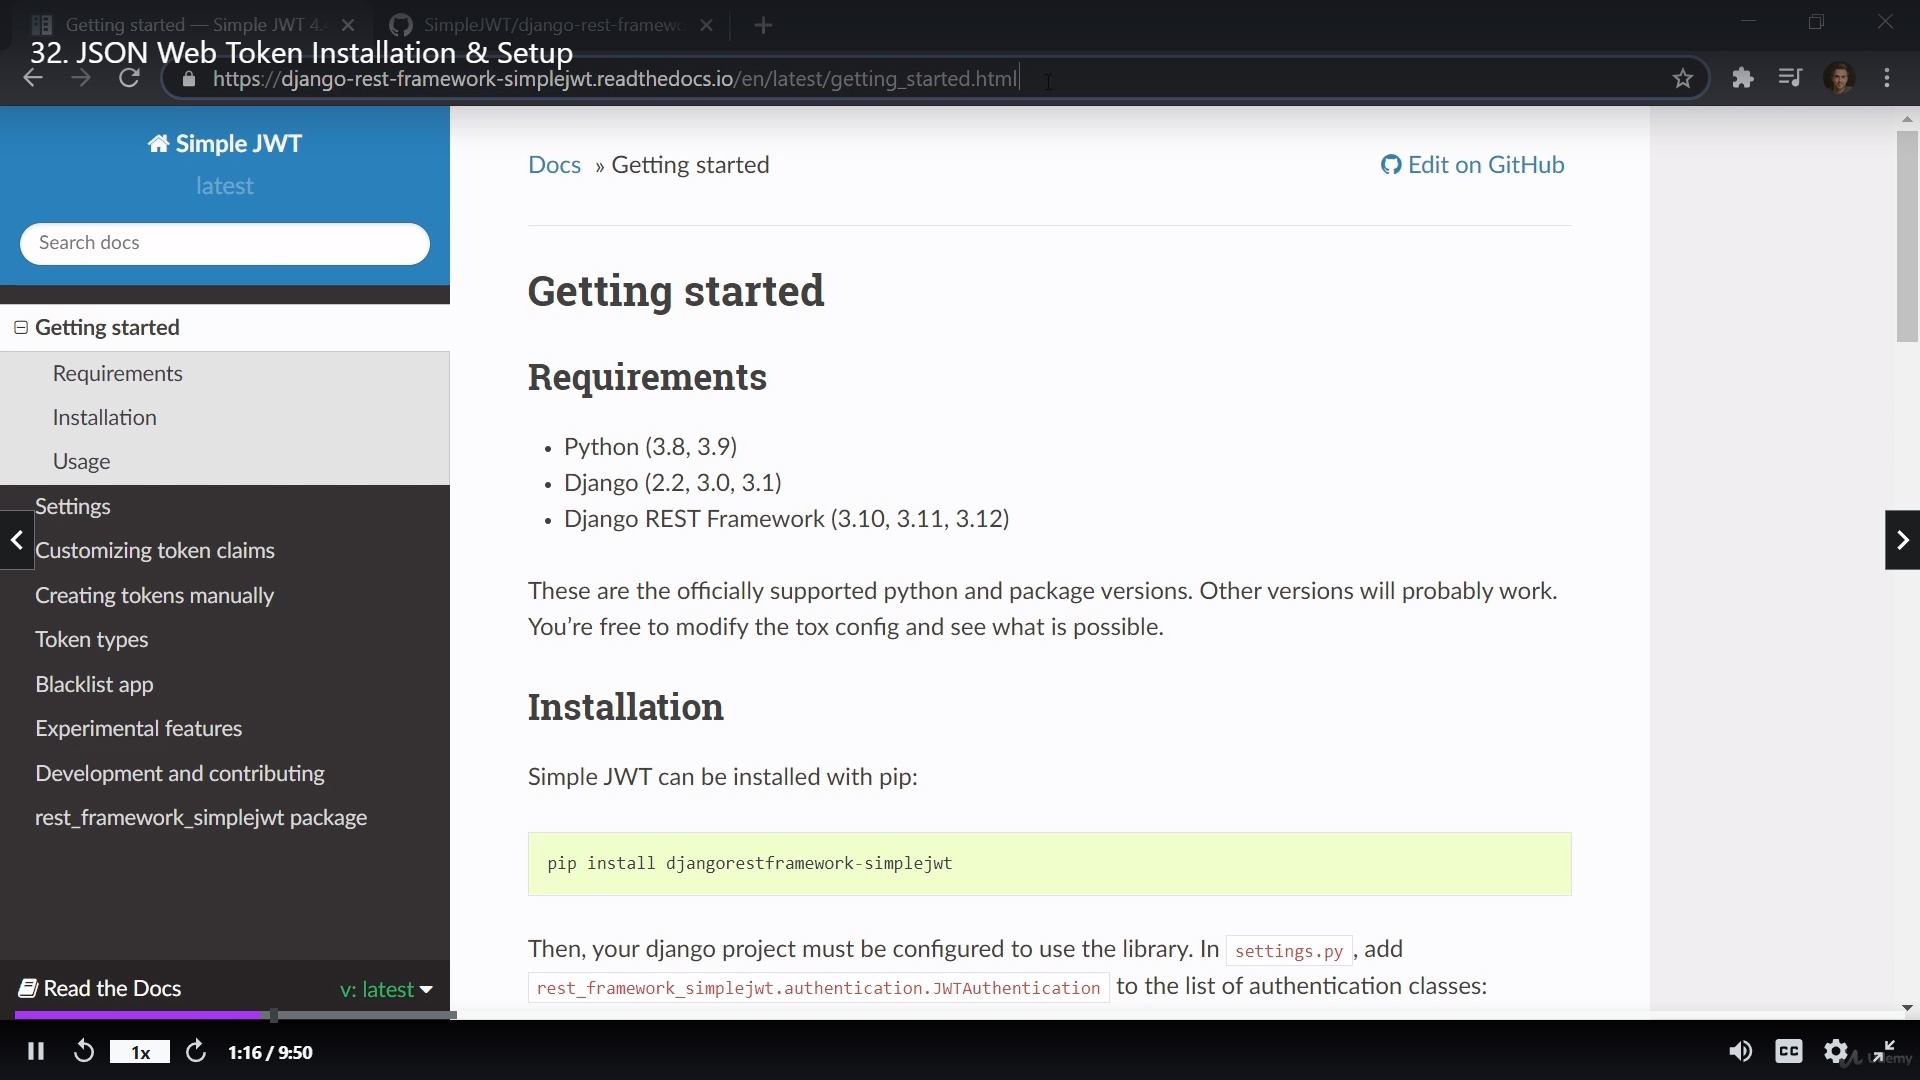 Getting started — Simple JWT 4.
SimpleJWT/django-rest-framewo
32. JSON Web Token Installation & Setup
https://django-rest-framework-simplejwt.readthedocs.io/en/latest/getting_started.html
Simple JWT
latest
Search docs
Getting started
Requirements
Installation
Usage
Settings
Customizing token claims
Creating tokens manually
Token types
Blacklist app
Experimental features
Development and contributing
rest_framework_simplejwt package
Read the Docs
v: latest
Docs » Getting started
Edit on GitHub
Getting started
Requirements
• Python (3.8, 3.9)
• Django (2.2, 3.0, 3.1)
• Django REST Framework (3.10, 3.11, 3.12)
These are the officially supported python and package versions. Other versions will probably work.
You’re free to modify the tox config and see what is possible.
Installation
Simple JWT can be installed with pip:
pip install djangorestframework-simplejwt
Then, your django project must be configured to use the library. In settings.py, add
rest_framework_simplejwt.authentication.JWTAuthentication to the list of authentication classes:
1x
1:16 / 9:50
CC
Udemy